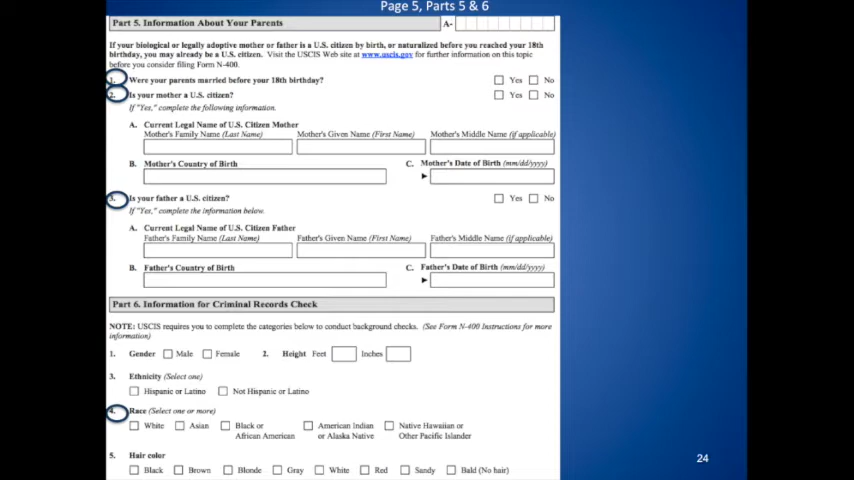 Page 5, Parts 5 & 6
Part 5. Information About Your Parents
A-
If your biological or legally adoptive mother or father is a U.S. citizen by birth, or naturalized before you reached your 18th
birthday, you may already be a U.S. citizen. Visit the USCIS Web site at www.uscis.gov for further information on this topic
before you consider filing Form N-400.
1. Were your parents married before your 18th birthday? Yes No
2. Is your mother a U.S. citizen? Yes No
If "Yes," complete the following information.
A. Current Legal Name of U.S. Citizen Mother
Mother's Family Name (Last Name) Mother's Given Name (First Name) Mother's Middle Name (if applicable)
B. Mother's Country of Birth C. Mother's Date of Birth (mm/dd/yyyy)
3. Is your father a U.S. citizen? Yes No
If "Yes," complete the information below.
A. Current Legal Name of U.S. Citizen Father
Father's Family Name (Last Name) Father's Given Name (First Name) Father's Middle Name (if applicable)
B. Father's Country of Birth C. Father's Date of Birth (mm/dd/yyyy)
Part 6. Information for Criminal Records Check
NOTE: USCIS requires you to complete the categories below to conduct background checks. (See Form N-400 Instructions for more
information)
1. Gender Male Female 2. Height Feet Inches
3. Ethnicity (Select one)
Hispanic or Latino Not Hispanic or Latino
4. Race (Select one or more)
White Asian Black or American Indian Native Hawaiian or
African American or Alaska Native Other Pacific Islander
5. Hair color
Black Brown Blonde Gray White Red Sandy Bald (No hair)
24